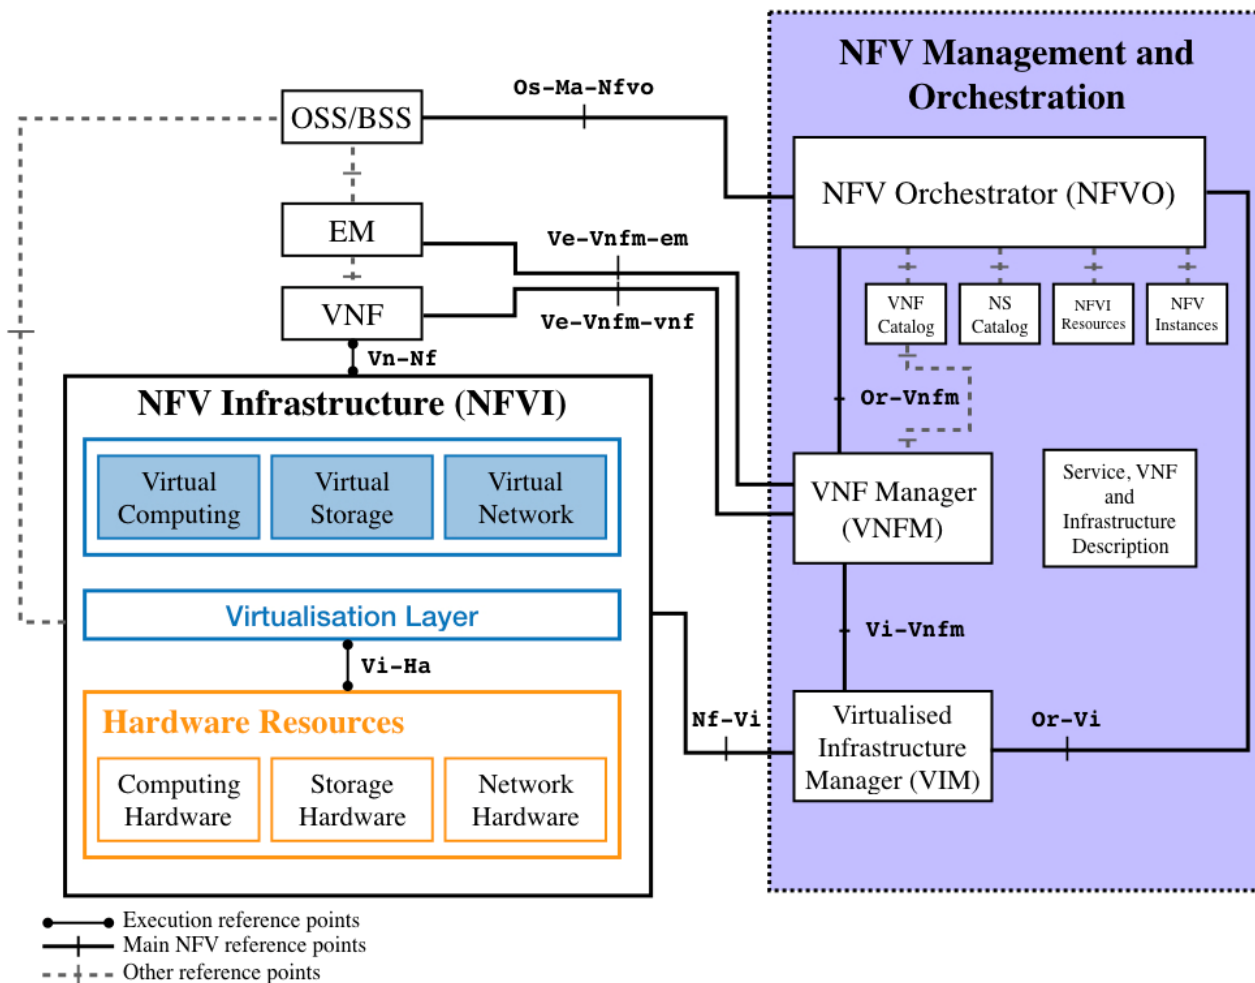 NFV Management and
Orchestration
Os-Ma-Nfvo
OSS/BSS
NFV Orchestrator (NFVO)
EM
Ve-Vnfm-em
VNF
Ve-Vnfm-vnf
VNF
Catalog
NS
Catalog
NFVI
Resources
NFV
Instances
Vn-Nf
NFV Infrastructure (NFVI)
Or-Vnfm
Virtual
Computing
Virtual
Storage
Virtual
Network
VNF Manager
(VNFM)
Service, VNF
and
Infrastructure
Description
Virtualisation Layer
Vi-Vnfm
Vi-Ha
Hardware Resources
Nf-Vi
Virtualised
Infrastructure
Manager (VIM)
Or-Vi
Computing
Hardware
Storage
Hardware
Network
Hardware
Execution reference points
Main NFV reference points
Other reference points